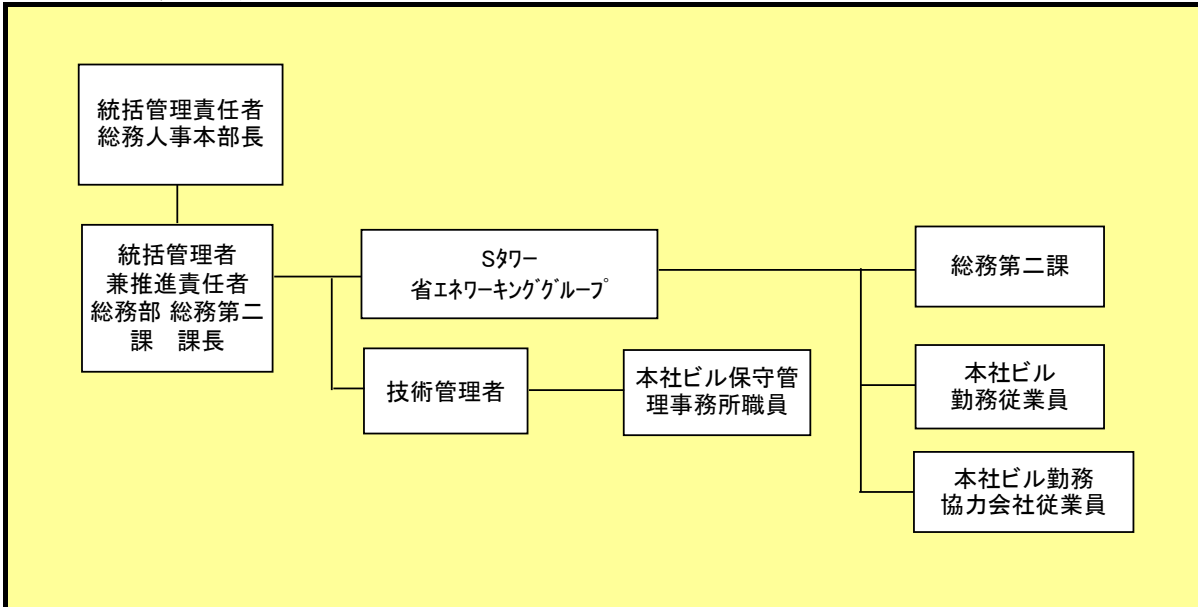 統括管理責任者
総務人事本部長
統括管理者
兼推進責任者
総務部 総務第二
課　課長
Sﾀﾜｰ
省エネﾜｰｷﾝｸﾞｸﾞﾙｰﾌﾟ
総務第二課
技術管理者
本社ビル保守管
理事務所職員
本社ビル
勤務従業員
本社ビル勤務
協力会社従業員